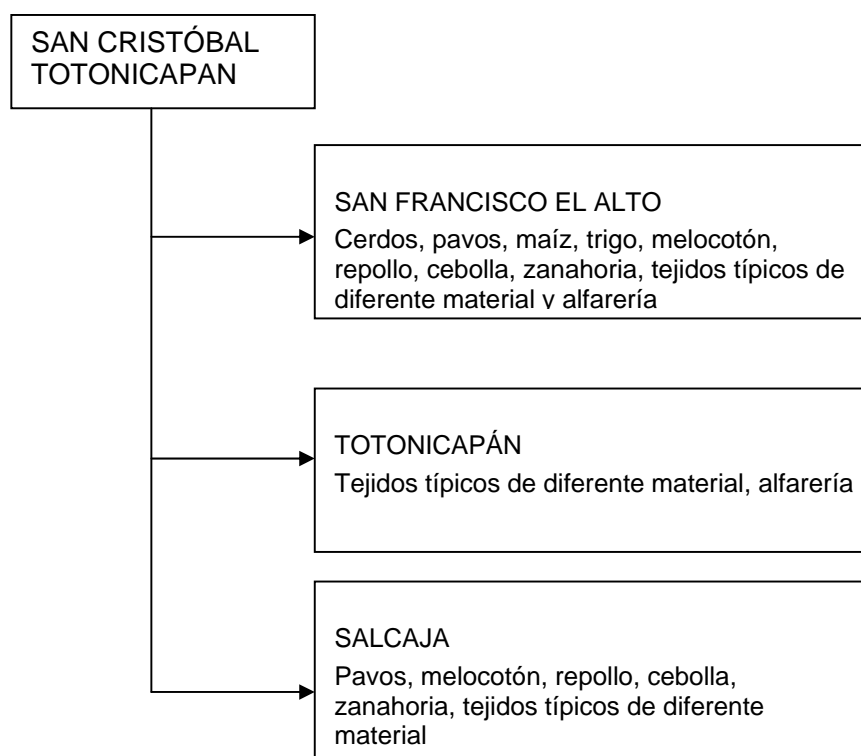 SAN CRISTÓBAL
TOTONICAPAN
SAN FRANCISCO EL ALTO
Cerdos, pavos, maíz, trigo, melocotón,
repollo, cebolla, zanahoria, tejidos típicos de
diferente material y alfarería
TOTONICAPÁN
Tejidos típicos de diferente material, alfarería
SALCAJA
Pavos, melocotón, repollo, cebolla,
zanahoria, tejidos típicos de diferente
material